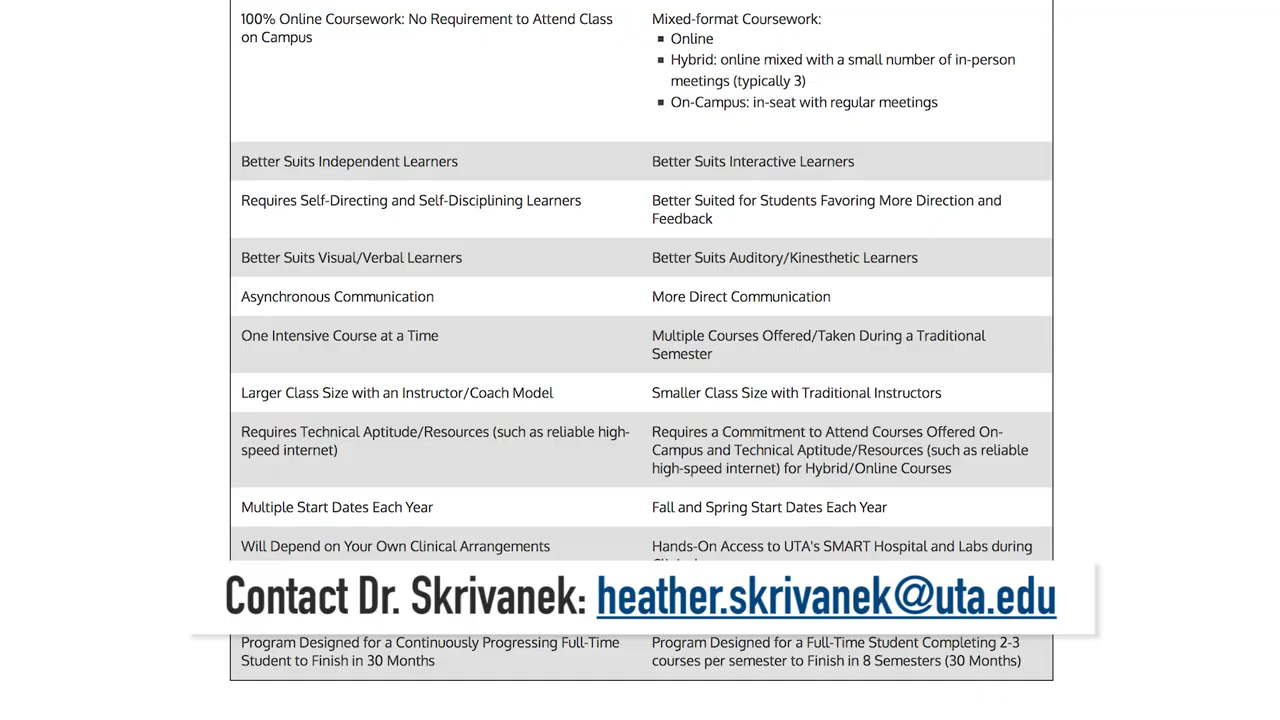 100% Online Coursework: No Requirement to Attend Class
on Campus
Mixed-format Coursework:
▪ Online
▪ Hybrid: online mixed with a small number of in-person
meetings (typically 3)
▪ On-Campus: in-seat with regular meetings
Better Suits Independent Learners
Better Suits Interactive Learners
Requires Self-Directing and Self-Disciplining Learners
Better Suited for Students Favoring More Direction and
Feedback
Better Suits Visual/Verbal Learners
Better Suits Auditory/Kinesthetic Learners
Asynchronous Communication
More Direct Communication
One Intensive Course at a Time
Multiple Courses Offered/Taken During a Traditional
Semester
Larger Class Size with an Instructor/Coach Model
Smaller Class Size with Traditional Instructors
Requires Technical Aptitude/Resources (such as reliable high-
speed internet)
Requires a Commitment to Attend Courses Offered On-
Campus and Technical Aptitude/Resources (such as reliable
high-speed internet) for Hybrid/Online Courses
Multiple Start Dates Each Year
Fall and Spring Start Dates Each Year
Will Depend on Your Own Clinical Arrangements
Hands-On Access to UTA's SMART Hospital and Labs during
Contact Dr. Skrivanek: heather.skrivanek@uta.edu
Program Designed for a Continuously Progressing Full-Time
Student to Finish in 30 Months
Program Designed for a Full-Time Student Completing 2-3
courses per semester to Finish in 8 Semesters (30 Months)